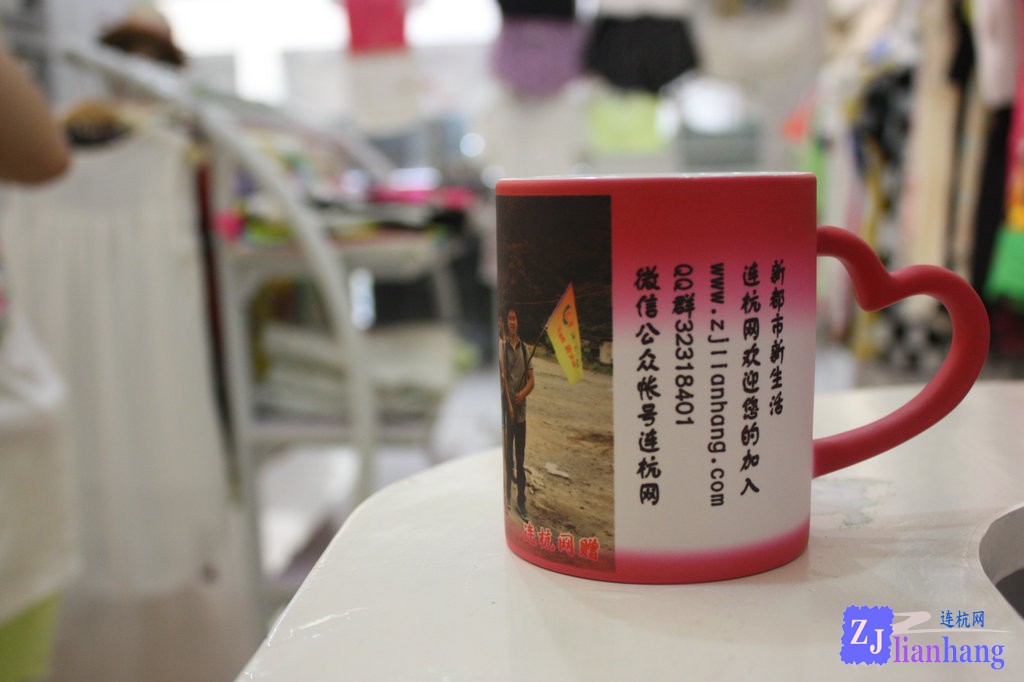 新都市新生活
连杭网欢迎您的加入
www.zjlianhang.com
QQ群32318401
微信公众帐号连杭网
连杭网赠
连杭网
ZJ
lianhang